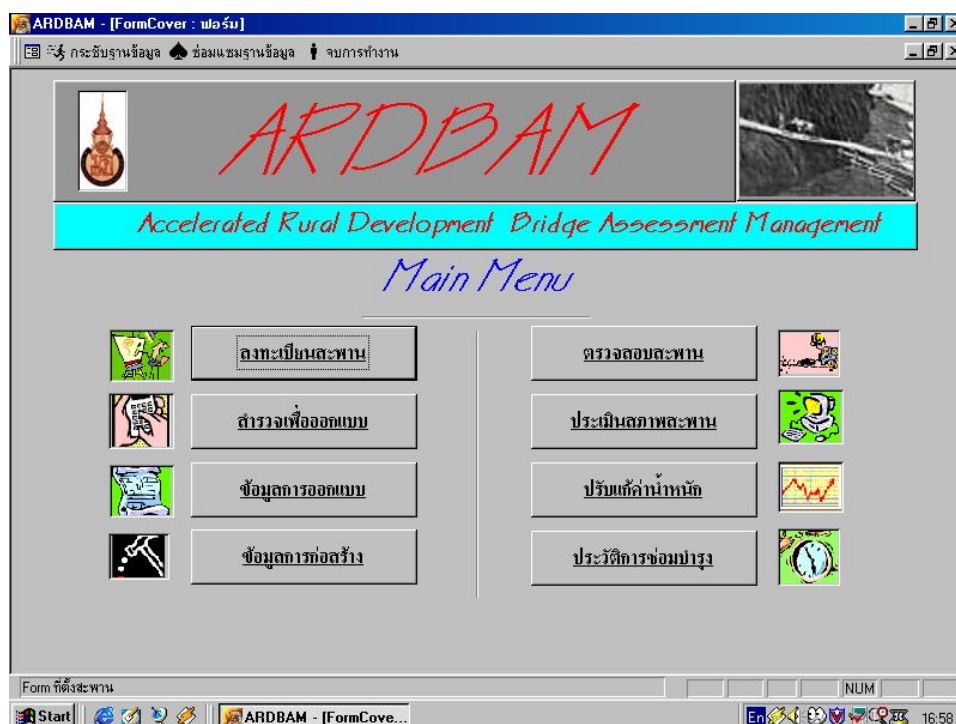 ARDBAM - [FormCover : ฟอร์ม]
กระชับฐานข้อมูล ซ่อมแซมฐานข้อมูล จบการทำงาน
ARDBAM
Accelerated Rural Development Bridge Assessment Management
Main Menu
ลงทะเบียนสะพาน
สำรวจเพื่อออกแบบ
ข้อมูลการออกแบบ
ข้อมูลการก่อสร้าง
ตรวจสอบสะพาน
ประเมินสภาพสะพาน
ปรับแก้ค่าน้ำหนัก
ประวัติการซ่อมบำรุง
Form ที่ตั้งสะพาน
NUM
Start
ARDBAM - [FormCove...
En
16:58